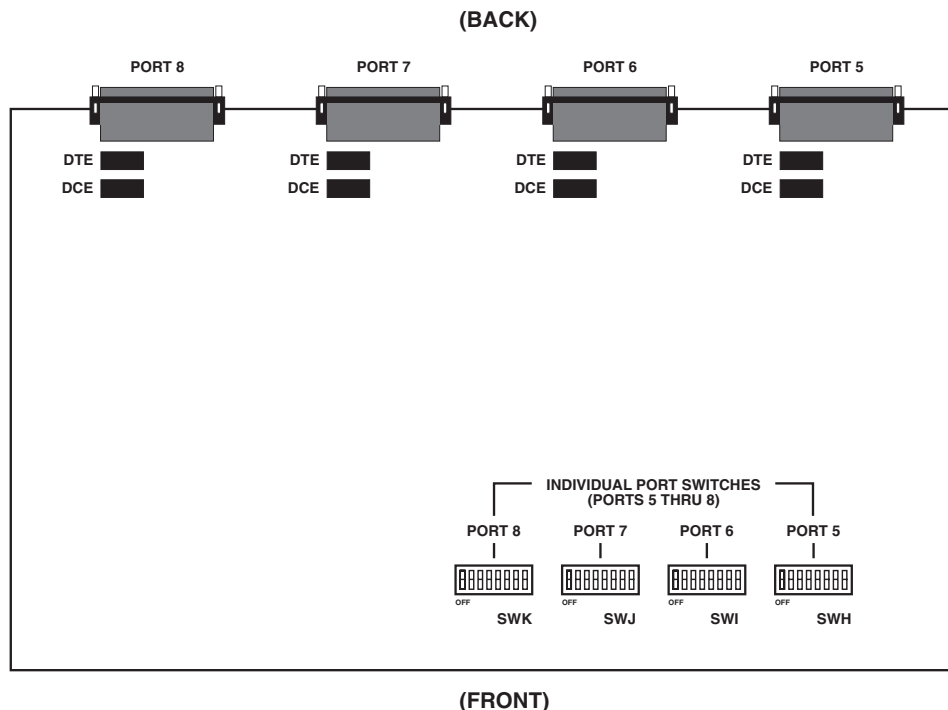 (BACK)
PORT 8 PORT 7 PORT 6 PORT 5
DTE DTE DTE DTE
DCE DCE DCE DCE
INDIVIDUAL PORT SWITCHES
(PORTS 5 THRU 8)
PORT 8 PORT 7 PORT 6 PORT 5
OFF OFF OFF OFF
SWK SWJ SWI SWH
(FRONT)